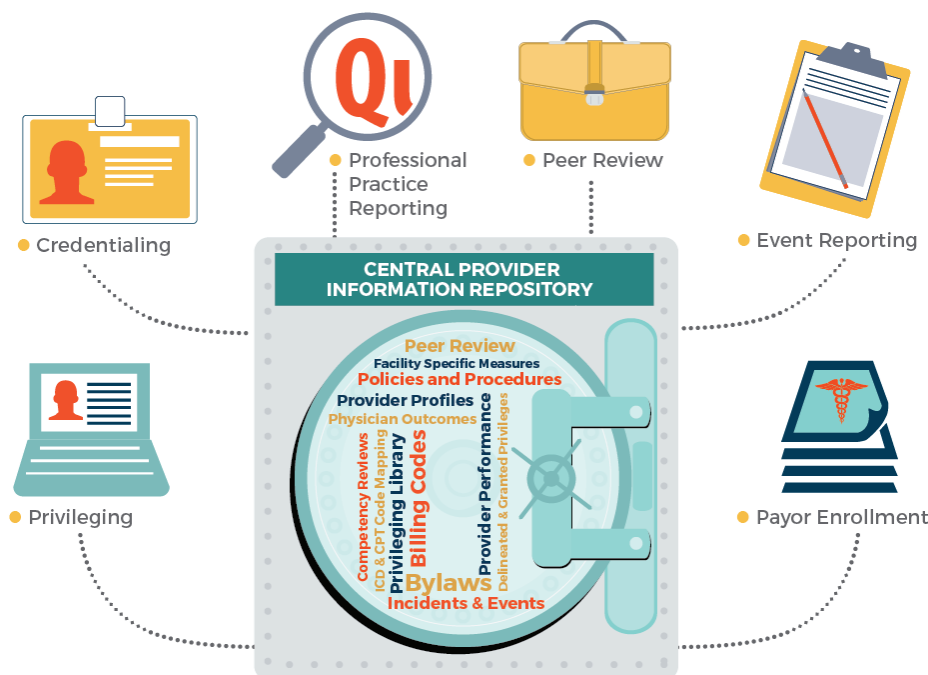 Qı
Professional
Practice
Reporting
Peer Review
Credentialing
Event Reporting
CENTRAL PROVIDER
INFORMATION REPOSITORY
Peer Review
Facility Specific Measures
Policies and Procedures
Provider Profiles
Physician Outcomes
Competency Reviews
ICD & CPT Code Mapping
Privileging Library
Billing Codes
Provider Performance
Delineated & Granted Privileges
Bylaws
Incidents & Events
Privileging
Payor Enrollment